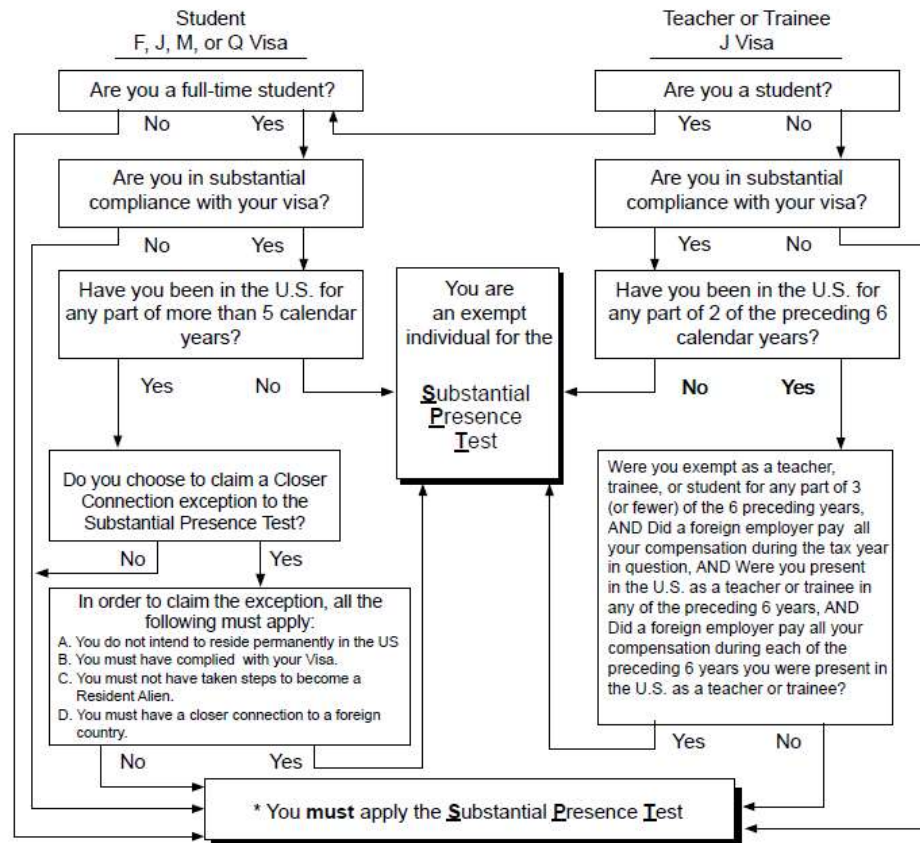 Student
F, J, M, or Q Visa
Teacher or Trainee
J Visa
Are you a full-time student?
No
Yes
Are you a student?
Yes
No
Are you in substantial
compliance with your visa?
No
Yes
Are you in substantial
compliance with your visa?
Yes
No
Have you been in the U.S. for
any part of more than 5 calendar
years?
Yes
No
You are
an exempt
individual for the
Substantial
Presence
Test
Have you been in the U.S. for
any part of 2 of the preceding 6
calendar years?
No
Yes
Do you choose to claim a Closer
Connection exception to the
Substantial Presence Test?
No
Yes
In order to claim the exception, all the
following must apply:
A. You do not intend to reside permanently in the US
B. You must have complied with your Visa.
C. You must not have taken steps to become a
Resident Alien.
D. You must have a closer connection to a foreign
country.
No
Yes
Were you exempt as a teacher,
trainee, or student for any part of 3
(or fewer) of the 6 preceding years,
AND Did a foreign employer pay all
your compensation during the tax year
in question, AND Were you present
in the U.S. as a teacher or trainee in
any of the preceding 6 years, AND
Did a foreign employer pay all your
compensation during each of the
preceding 6 years you were present in
the U.S. as a teacher or trainee?
Yes
No
* You must apply the Substantial Presence Test